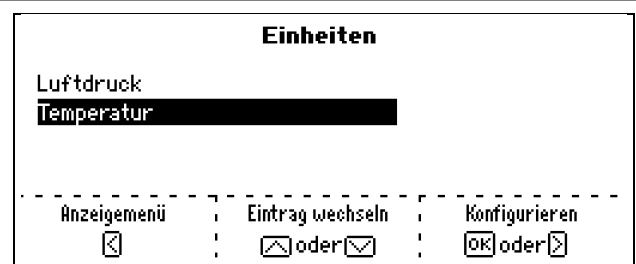 Einheiten
Luftdruck
Temperatur
Anzeigemenü Eintrag wechseln Konfigurieren
oder OK oder